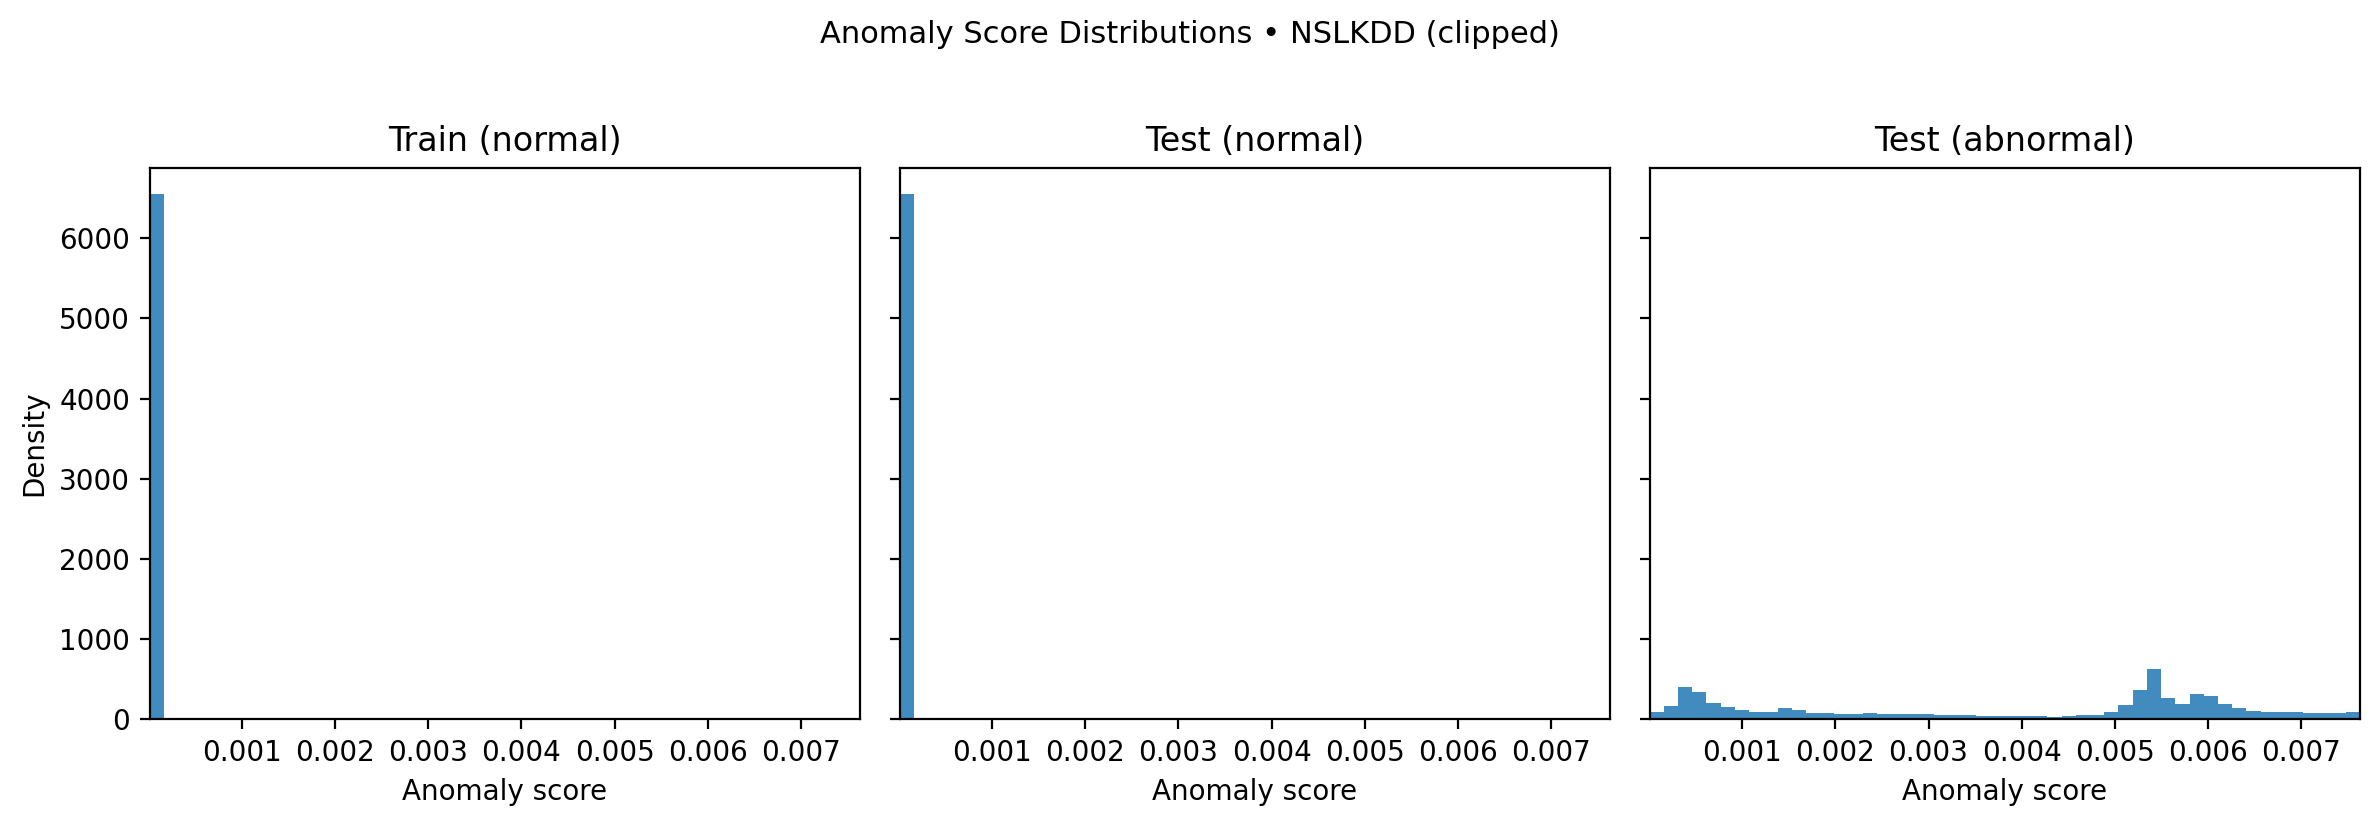 Anomaly Score Distributions • NSLKDD (clipped)
Train (normal)
Test (normal)
Test (abnormal)
Density
6000
5000
4000
3000
2000
1000
0
0.001 0.002 0.003 0.004 0.005 0.006 0.007
0.001 0.002 0.003 0.004 0.005 0.006 0.007
0.001 0.002 0.003 0.004 0.005 0.006 0.007
Anomaly score
Anomaly score
Anomaly score